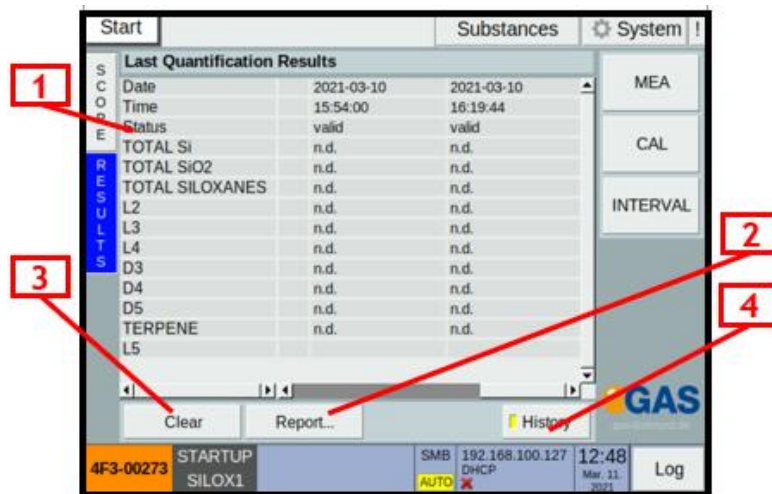 Start Substances System !
Last Quantification Results
SCOPE
RESULTS
Date 2021-03-10 2021-03-10
Time 15:54:00 16:19:44
Status valid valid
TOTAL Si n.d. n.d.
TOTAL SiO2 n.d. n.d.
TOTAL SILOXANES n.d. n.d.
L2 n.d. n.d.
L3 n.d. n.d.
L4 n.d. n.d.
D3 n.d. n.d.
D4 n.d. n.d.
D5 n.d. n.d.
TERPENE n.d. n.d.
L5
MEA
CAL
INTERVAL
1
2
3
4
Clear Report... History
GAS
4F3-00273
STARTUP
SILOX1
SMB
AUTO
192.168.100.127
DHCP
12:48
Mar. 11.
2021
Log